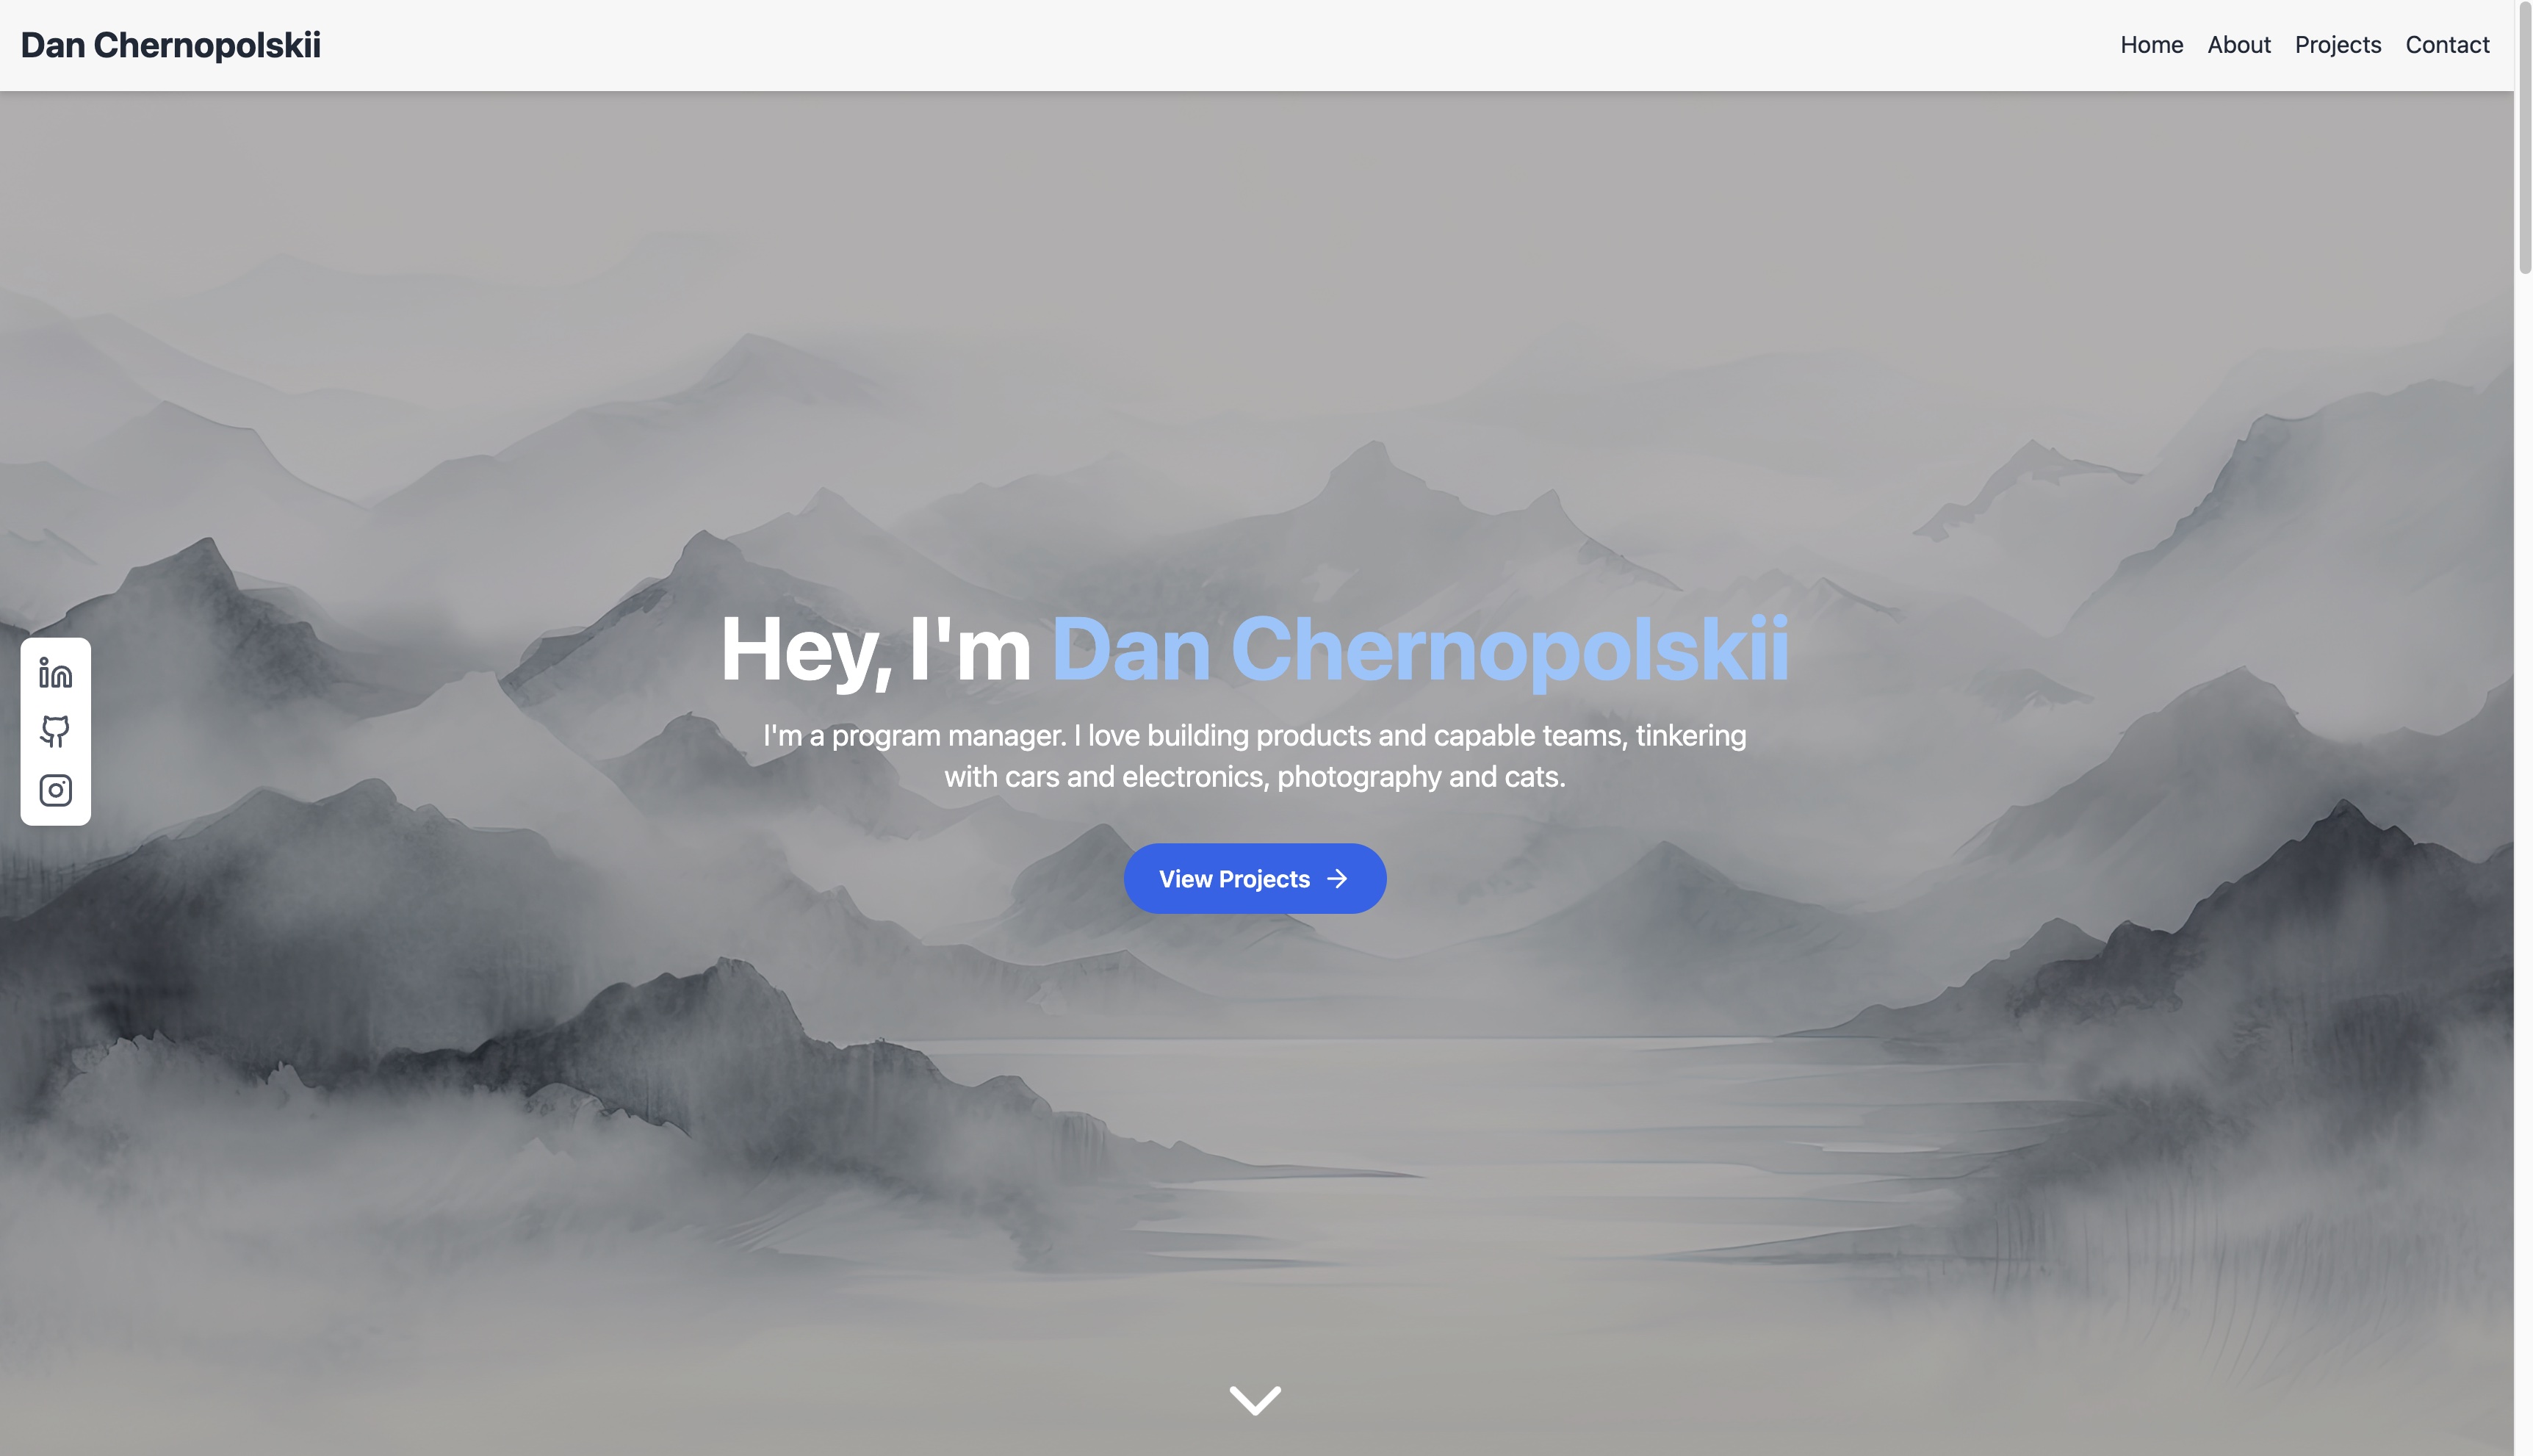 Dan Chernopolskii
Home About Projects Contact
Hey, I'm Dan Chernopolskii
I'm a program manager. I love building products and capable teams, tinkering
with cars and electronics, photography and cats.
View Projects